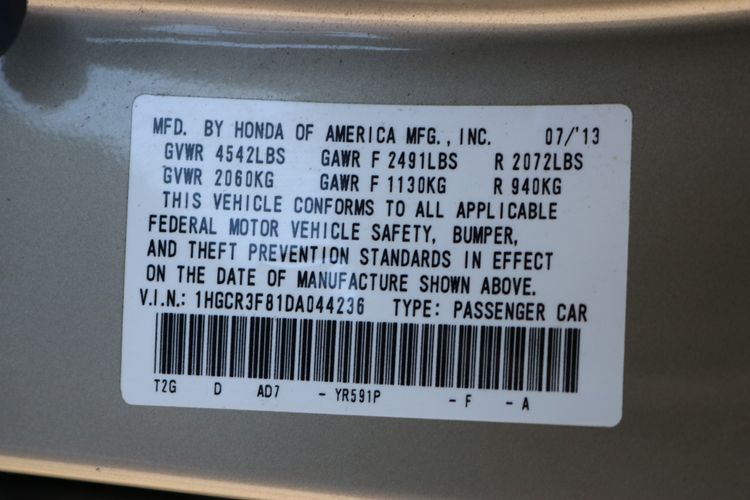 MFD. BY HONDA OF AMERICA MFG., INC. 07/'13
GVWR 4542LBS GAWR F 2491LBS R 2072LBS
GVWR 2060KG GAWR F 1130KG R 940KG
THIS VEHICLE CONFORMS TO ALL APPLICABLE
FEDERAL MOTOR VEHICLE SAFETY, BUMPER,
AND THEFT PREVENTION STANDARDS IN EFFECT
ON THE DATE OF MANUFACTURE SHOWN ABOVE.
V.I.N.: 1HGCR3F81DA044236 TYPE: PASSENGER CAR
T2G D AD7 - YR591P - F - A